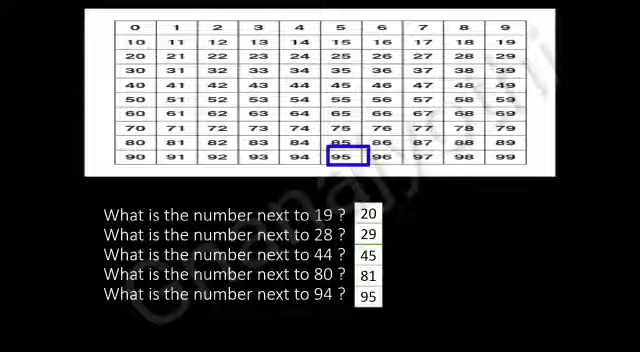 0 1 2 3 4 5 6 7 8 9
10 11 12 13 14 15 16 17 18 19
20 21 22 23 24 25 26 27 28 29
30 31 32 33 34 35 36 37 38 39
40 41 42 43 44 45 46 47 48 49
50 51 52 53 54 55 56 57 58 59
60 61 62 63 64 65 66 67 68 69
70 71 72 73 74 75 76 77 78 79
80 81 82 83 84 85 86 87 88 89
90 91 92 93 94 95 96 97 98 99
What is the number next to 19 ? 20
What is the number next to 28 ? 29
What is the number next to 44 ? 45
What is the number next to 80 ? 81
What is the number next to 94 ? 95